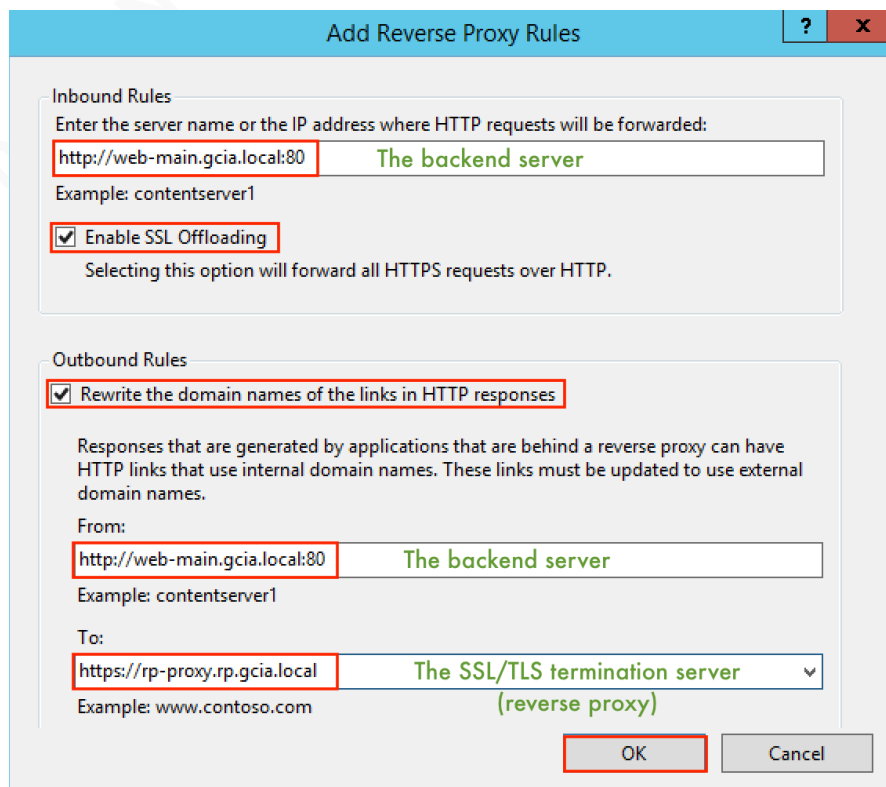 Add Reverse Proxy Rules
?
x
Inbound Rules
Enter the server name or the IP address where HTTP requests will be forwarded:
http://web-main.gcia.local:80 The backend server
Example: contentserver1
Enable SSL Offloading
Selecting this option will forward all HTTPS requests over HTTP.
Outbound Rules
Rewrite the domain names of the links in HTTP responses
Responses that are generated by applications that are behind a reverse proxy can have
HTTP links that use internal domain names. These links must be updated to use external
domain names.
From:
http://web-main.gcia.local:80 The backend server
Example: contentserver1
To:
https://rp-proxy.rp.gcia.local The SSL/TLS termination server
Example: www.contoso.com (reverse proxy)
OK Cancel